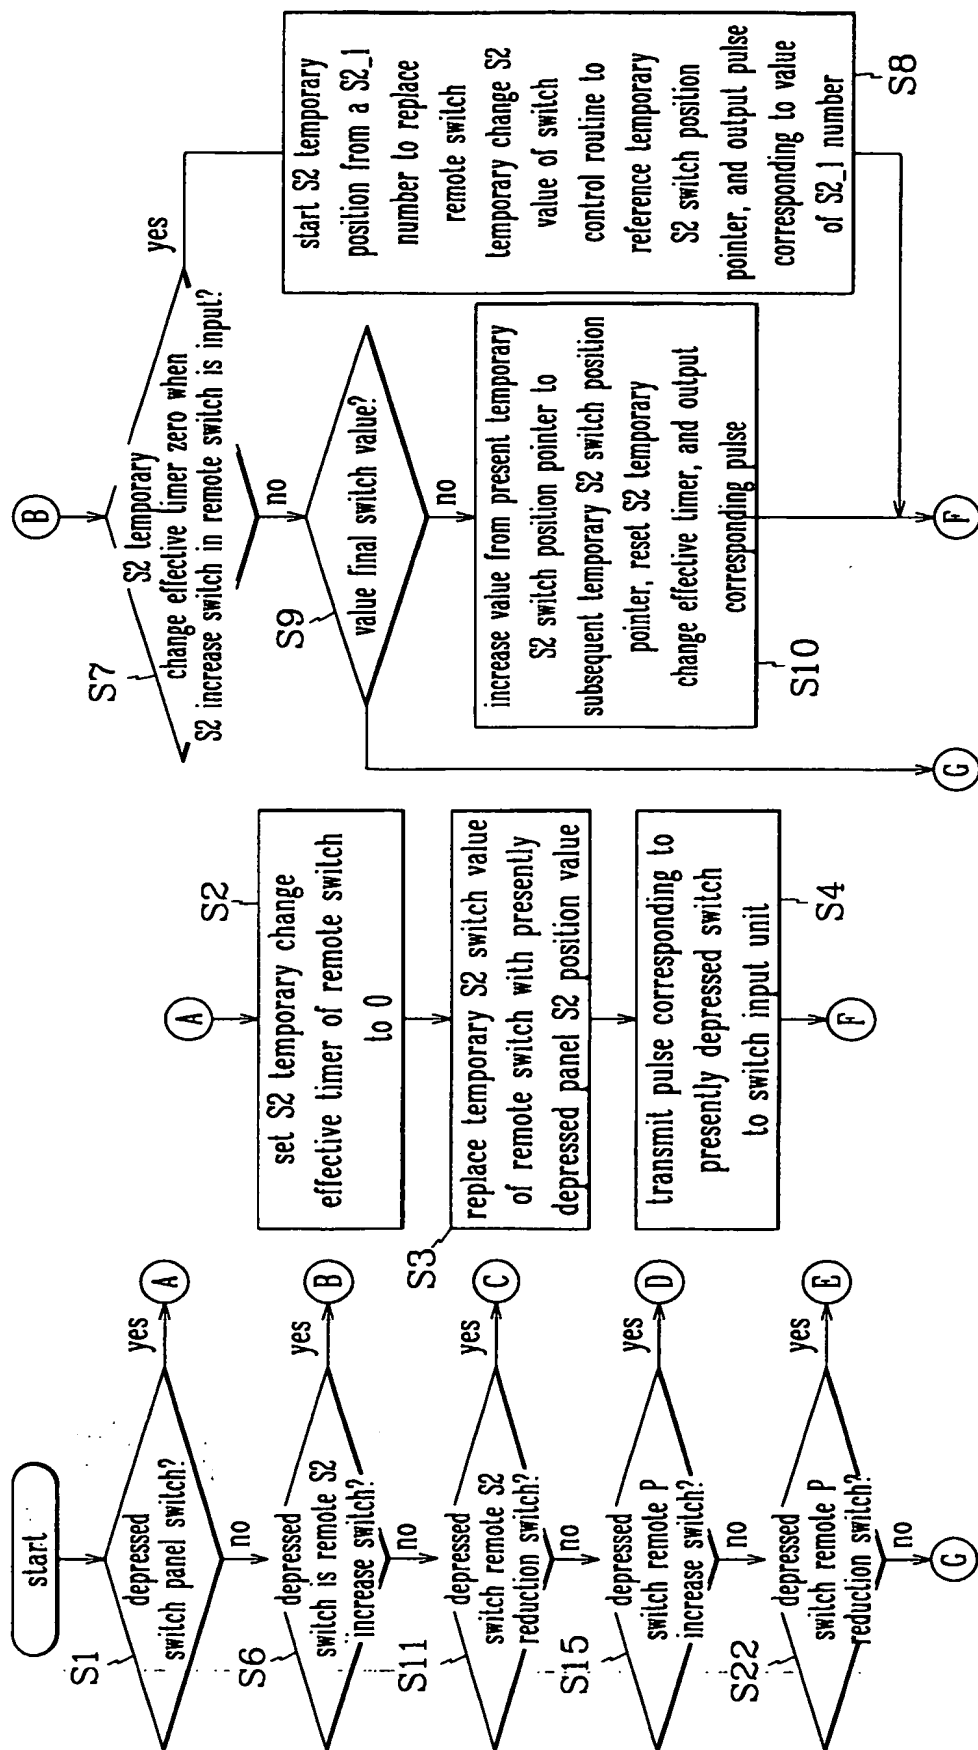 start
S1
depressed
switch panel switch?
yes
A
no
S6
depressed
switch is remote S2
increase switch?
yes
B
no
S11
depressed
switch remote S2
reduction switch?
yes
C
no
S15
depressed
switch remote P
increase switch?
yes
D
no
S22
depressed
switch remote P
reduction switch?
yes
E
no
G
A
S2
set S2 temporary change
effective timer of remote switch
to 0
S3
replace temporary S2 switch value
of remote switch with presently
depressed panel S2 position value
transmit pulse corresponding to
presently depressed switch
to switch input unit
S4
F
B
S7
S2 temporary
change effective timer zero when
S2 increase switch in remote switch is input?
yes
no
S9
value final switch value?
no
G
increase value from present temporary
S2 switch position pointer to
subsequent temporary S2 switch position
pointer, reset S2 temporary
change effective timer, and output
corresponding pulse
S10
start S2 temporary
position from a S2_1
number to replace
remote switch
temporary change S2
value of switch
control routine to
reference temporary
S2 switch position
pointer, and output pulse
corresponding to value
of S2_1 number
S8
F